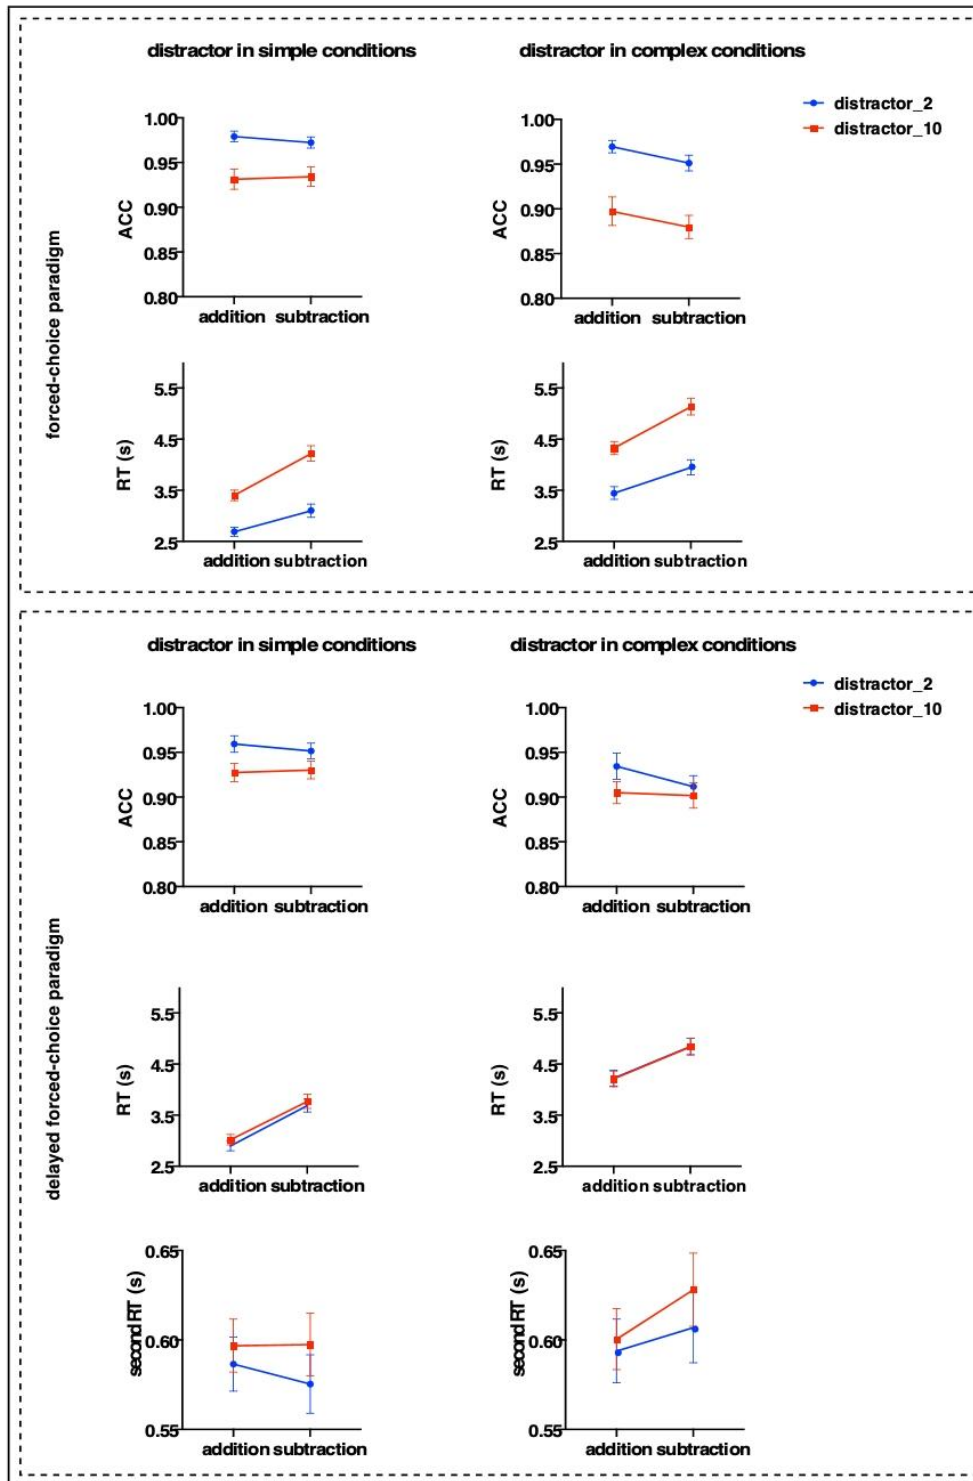 distractor in simple conditions
distractor in complex conditions
distractor_2
distractor_10
forced-choice paradigm
ACC
1.00
0.95
0.90
0.85
0.80
addition subtraction
ACC
1.00
0.95
0.90
0.85
0.80
addition subtraction
RT (s)
5.5
4.5
3.5
2.5
addition subtraction
RT (s)
5.5
4.5
3.5
2.5
addition subtraction
distractor in simple conditions
distractor in complex conditions
distractor_2
distractor_10
delayed forced-choice paradigm
ACC
1.00
0.95
0.90
0.85
0.80
addition subtraction
ACC
1.00
0.95
0.90
0.85
0.80
addition subtraction
RT (s)
5.5
4.5
3.5
2.5
addition subtraction
RT (s)
5.5
4.5
3.5
2.5
addition subtraction
second RT (s)
0.65
0.60
0.55
addition subtraction
second RT (s)
0.65
0.60
0.55
addition subtraction